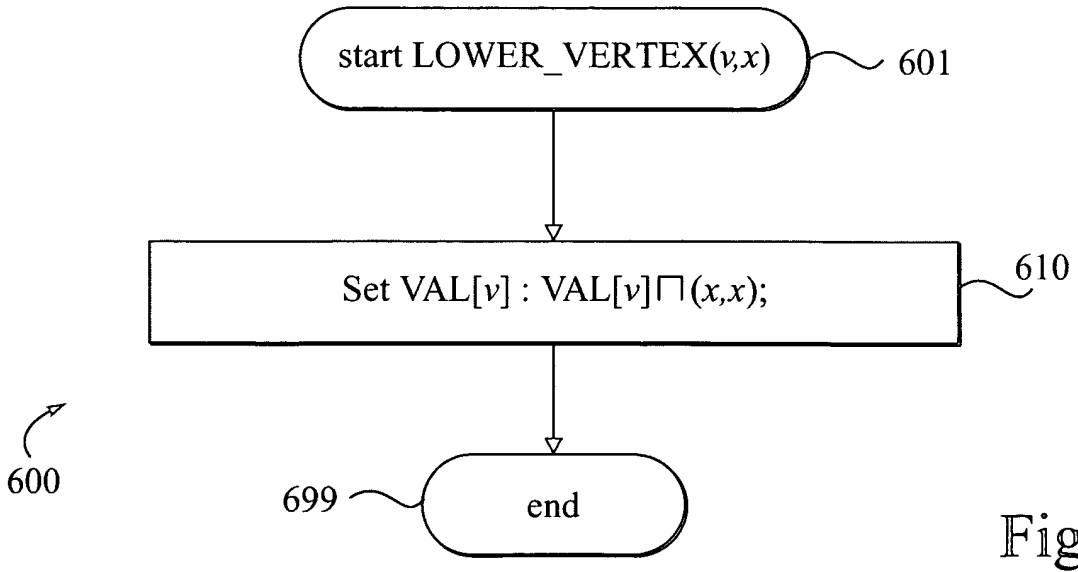 start LOWER_VERTEX(v,x)
601
Set VAL[v] : VAL[v]⊓(x,x);
610
600
699
end
Fig